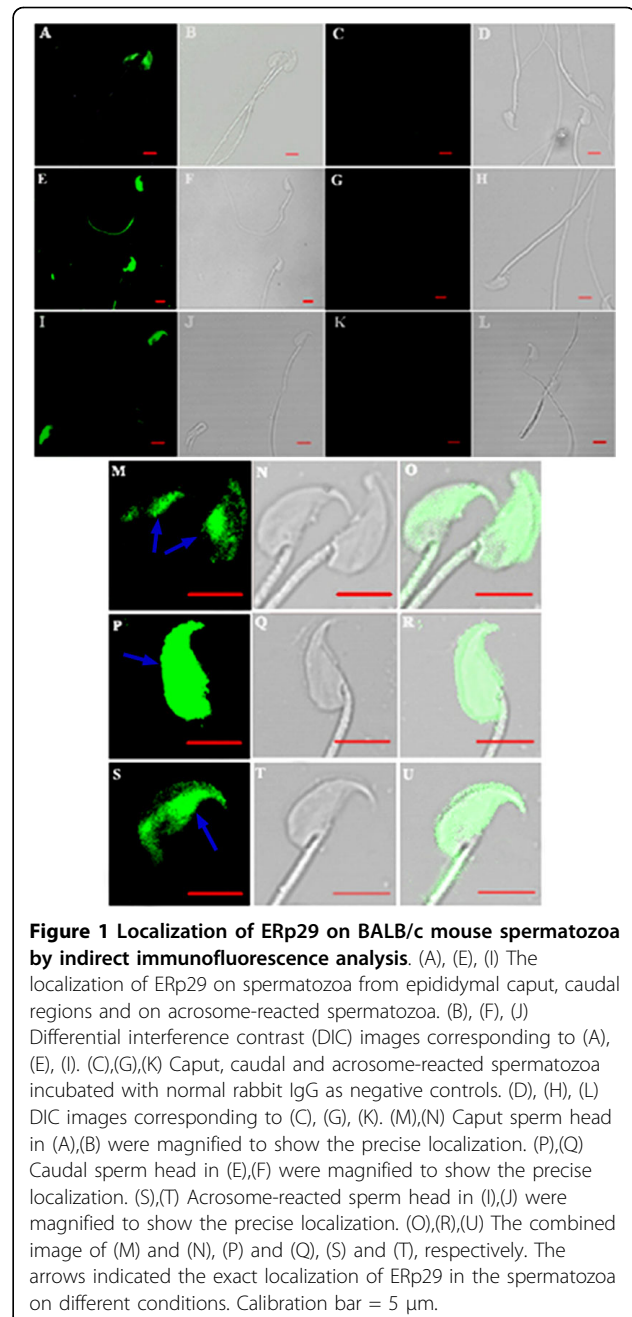 A B C D
E F G H
I J K L
M N O
P Q R
S T U
Figure 1 Localization of ERp29 on BALB/c mouse spermatozoa
by indirect immunofluorescence analysis. (A), (E), (I) The
localization of ERp29 on spermatozoa from epididymal caput, caudal
regions and on acrosome-reacted spermatozoa. (B), (F), (J)
Differential interference contrast (DIC) images corresponding to (A),
(E), (I). (C),(G),(K) Caput, caudal and acrosome-reacted spermatozoa
incubated with normal rabbit IgG as negative controls. (D), (H), (L)
DIC images corresponding to (C), (G), (K). (M),(N) Caput sperm head
in (A),(B) were magnified to show the precise localization. (P),(Q)
Caudal sperm head in (E),(F) were magnified to show the precise
localization. (S),(T) Acrosome-reacted sperm head in (I),(J) were
magnified to show the precise localization. (O),(R),(U) The combined
image of (M) and (N), (P) and (Q), (S) and (T), respectively. The
arrows indicated the exact localization of ERp29 in the spermatozoa
on different conditions. Calibration bar = 5 μm.